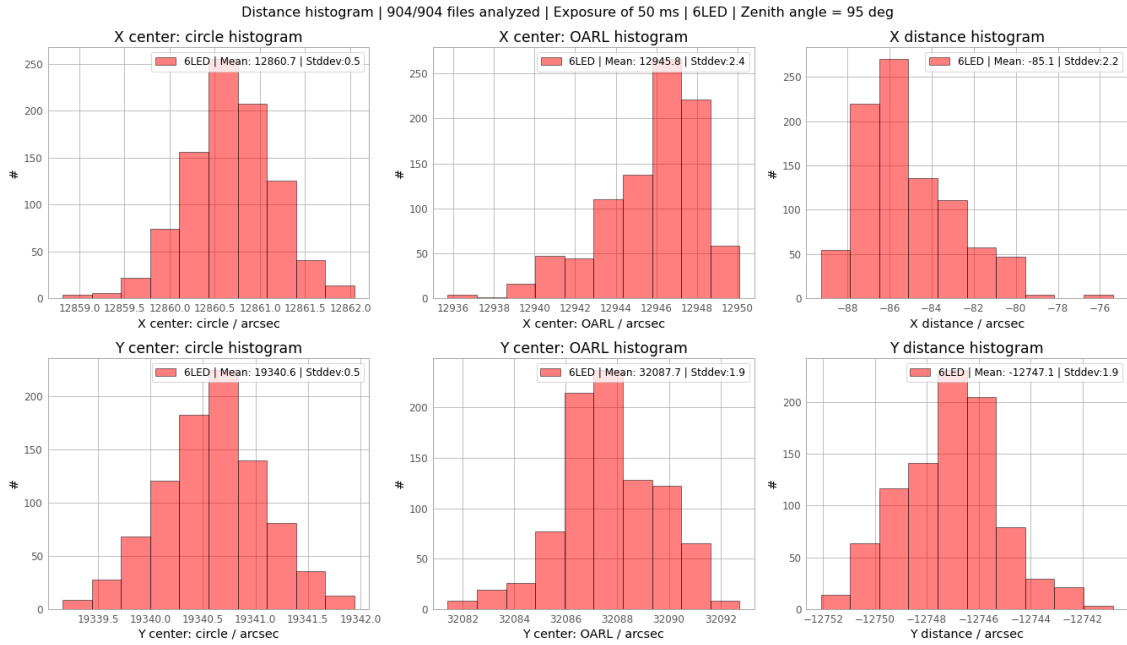 Distance histogram | 904/904 files analyzed | Exposure of 50 ms | 6LED | Zenith angle = 95 deg
X center: circle histogram
6LED | Mean: 12860.7 | Stddev:0.5
250
200
150
100
50
0
#
12859.0 12859.5 12860.0 12860.5 12861.0 12861.5 12862.0
X center: circle / arcsec
X center: OARL histogram
6LED | Mean: 12945.8 | Stddev:2.4
250
200
150
100
50
0
#
12936 12938 12940 12942 12944 12946 12948 12950
X center: OARL / arcsec
X distance histogram
6LED | Mean: -85.1 | Stddev:2.2
250
200
150
100
50
0
#
−88 −86 −84 −82 −80 −78 −76
X distance / arcsec
Y center: circle histogram
6LED | Mean: 19340.6 | Stddev:0.5
200
150
100
50
0
#
19339.5 19340.0 19340.5 19341.0 19341.5 19342.0
Y center: circle / arcsec
Y center: OARL histogram
6LED | Mean: 32087.7 | Stddev:1.9
200
150
100
50
0
#
32082 32084 32086 32088 32090 32092
Y center: OARL / arcsec
Y distance histogram
6LED | Mean: -12747.1 | Stddev:1.9
200
150
100
50
0
#
−12752 −12750 −12748 −12746 −12744 −12742
Y distance / arcsec